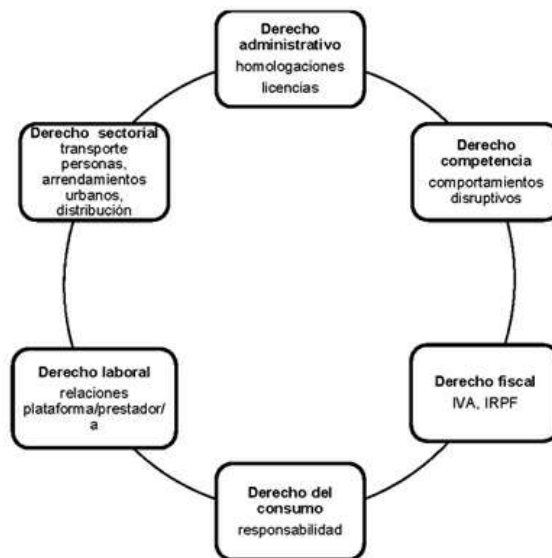 Derecho
administrativo
homologaciones
licencias
Derecho
competencia
comportamientos
disruptivos
Derecho fiscal
IVA, IRPF
Derecho del
consumo
responsabilidad
Derecho laboral
relaciones
plataforma/prestador/
a
Derecho sectorial
transporte
personas,
arrendamientos
urbanos,
distribución